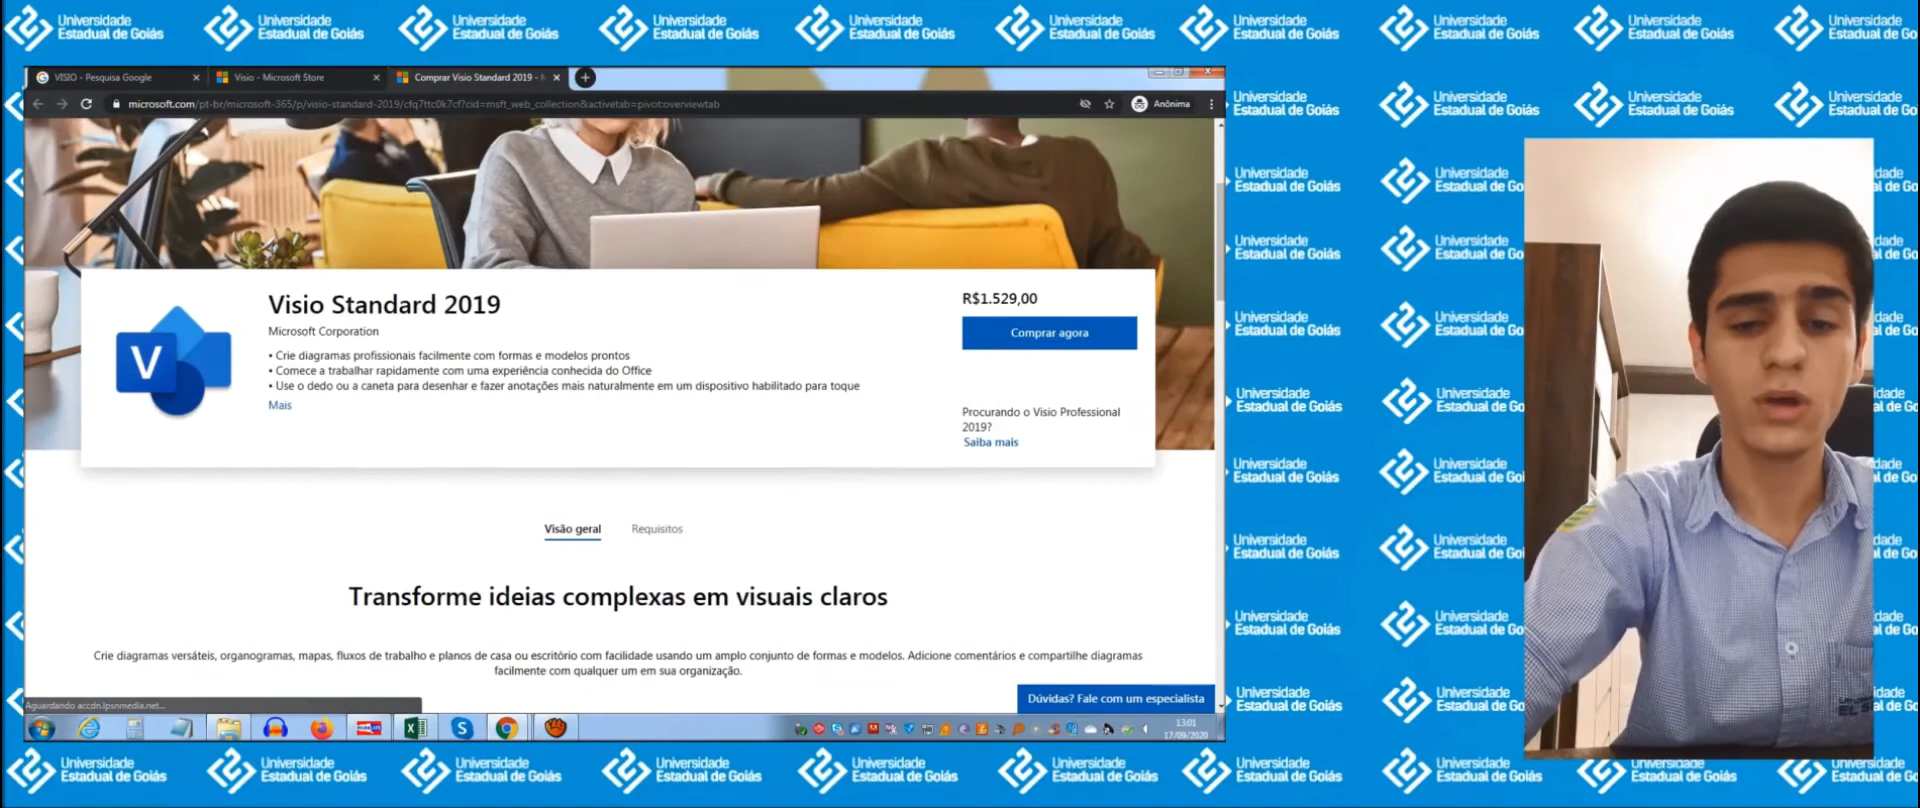 Universidade Estadual de Goiás
VISIO - Pesquisa Google
Visio - Microsoft Store
Comprar Visio Standard 2019 -
microsoft.com/pt-br/microsoft-365/p/visio-standard-2019/cfq7ttc0k7cf?cid=msft_web_collection&activetab=pivot:overviewtab
Anônima
Visio Standard 2019
Microsoft Corporation
• Crie diagramas profissionais facilmente com formas e modelos prontos
• Comece a trabalhar rapidamente com uma experiência conhecida do Office
• Use o dedo ou a caneta para desenhar e fazer anotações mais naturalmente em um dispositivo habilitado para toque
Mais
R$1.529,00
Comprar agora
Procurando o Visio Professional
2019?
Saiba mais
V
Visão geral
Requisitos
Transforme ideias complexas em visuais claros
Crie diagramas versáteis, organogramas, mapas, fluxos de trabalho e planos de casa ou escritório com facilidade usando um amplo conjunto de formas e modelos. Adicione comentários e compartilhe diagramas
facilmente com qualquer um em sua organização.
Dúvidas? Fale com um especialista
Aguardando accdn.lpsnmedia.net...
13:01
17/09/2020